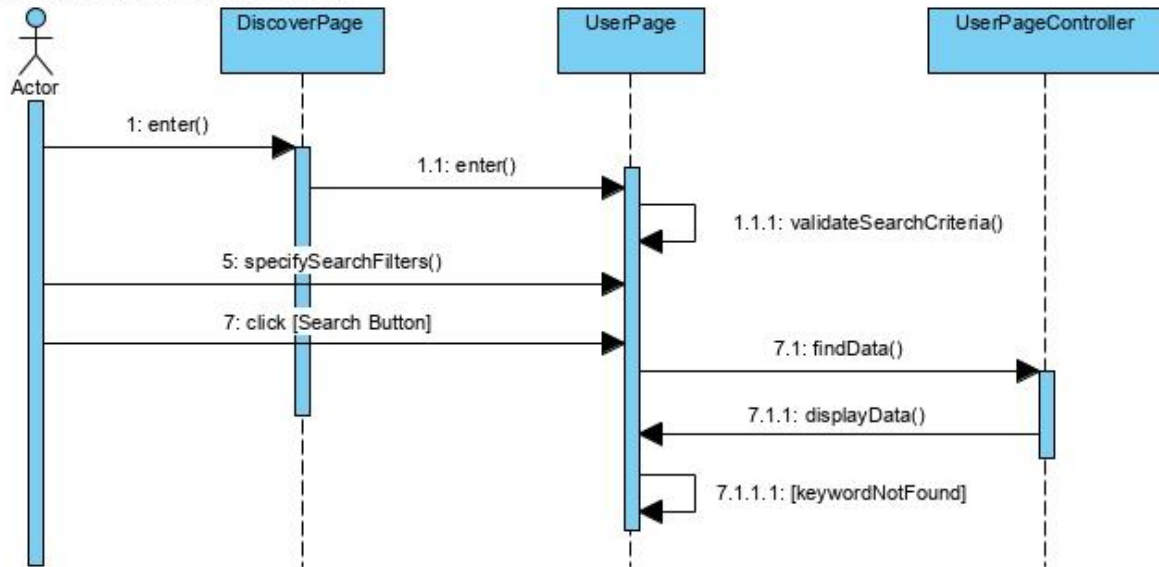 DiscoverPage
UserPage
UserPageController
Actor
1: enter()
1.1: enter()
1.1.1: validateSearchCriteria()
5: specifySearchFilters()
7: click [Search Button]
7.1: findData()
7.1.1: displayData()
7.1.1.1: [keywordNotFound]